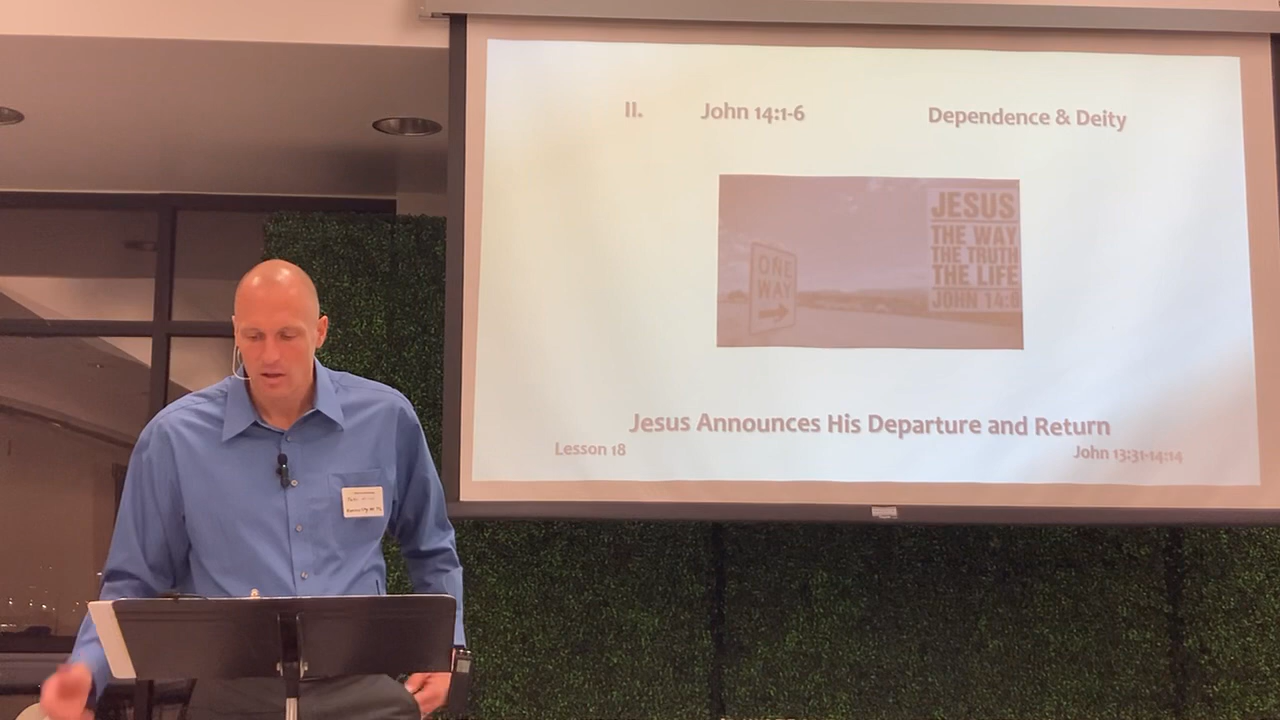 II. John 14:1-6 Dependence & Deity
ONE
WAY
JESUS
THE WAY
THE TRUTH
THE LIFE
JOHN 14:6
Jesus Announces His Departure and Return
Lesson 18 John 13:31-14:14